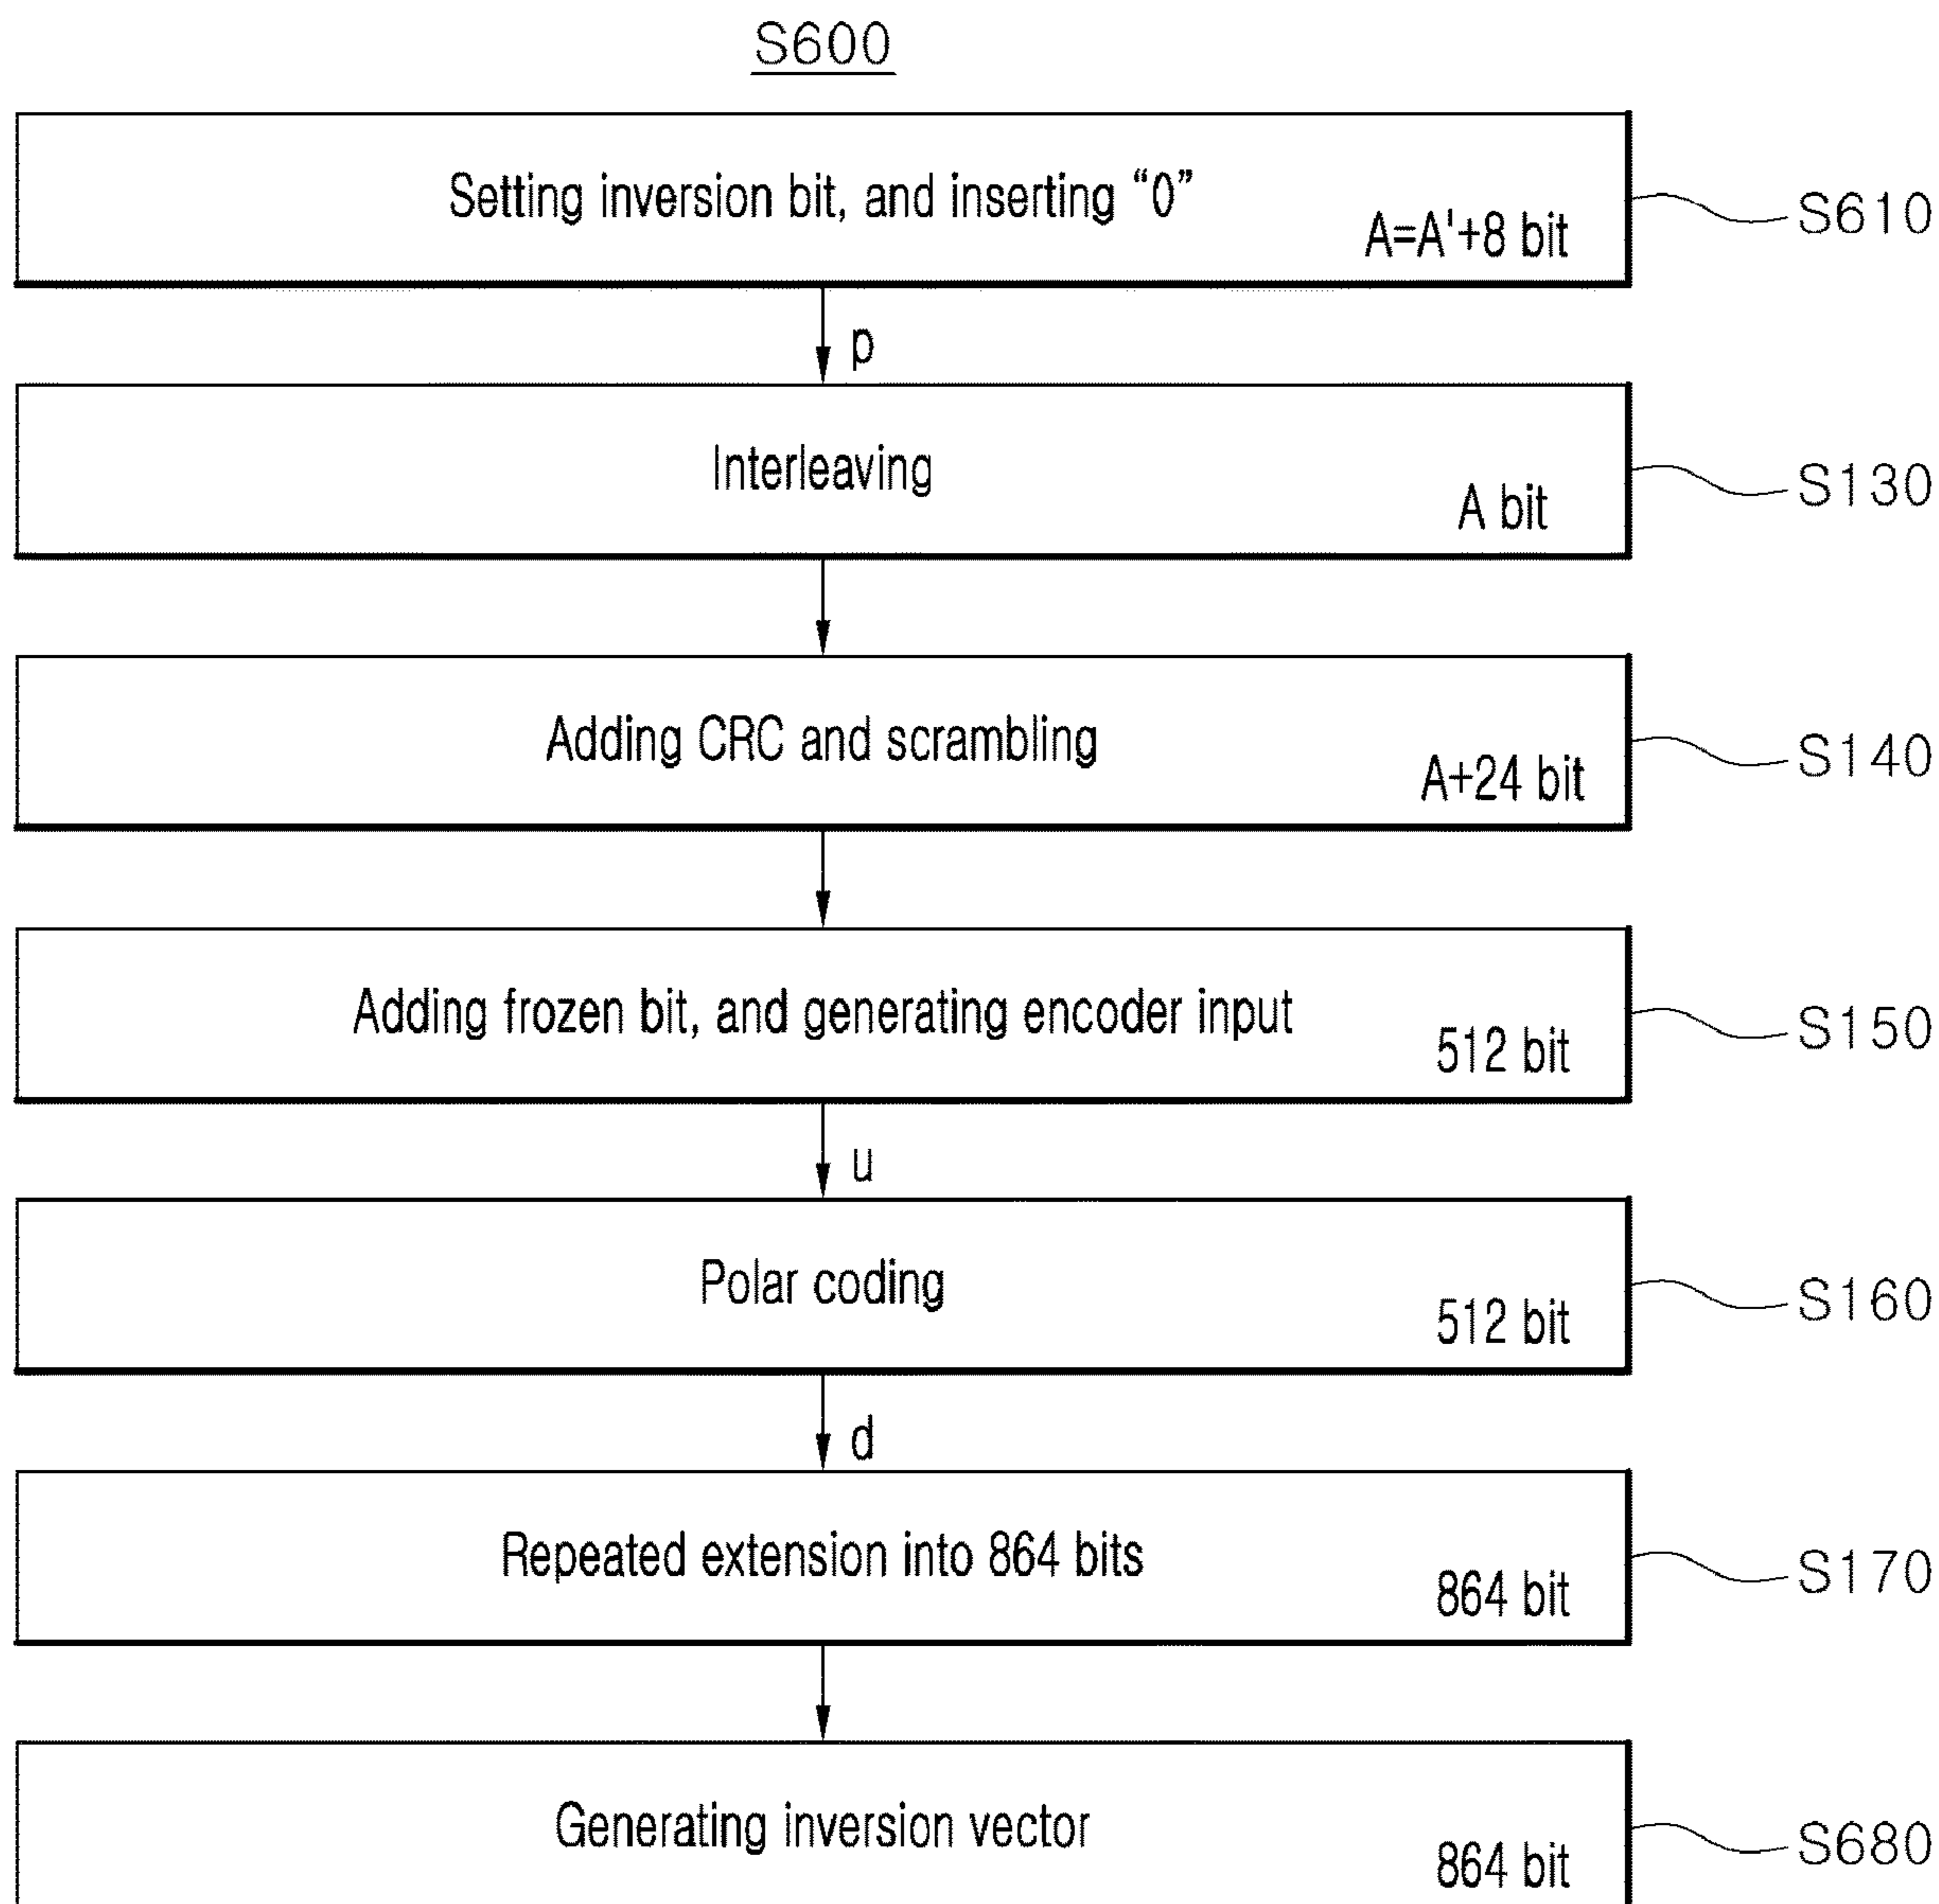 S600
Setting inversion bit, and inserting “0”
A=A'+8 bit
S610
p
Interleaving
A bit
S130
Adding CRC and scrambling
A+24 bit
S140
Adding frozen bit, and generating encoder input
512 bit
S150
u
Polar coding
512 bit
S160
d
Repeated extension into 864 bits
864 bit
S170
Generating inversion vector
864 bit
S680